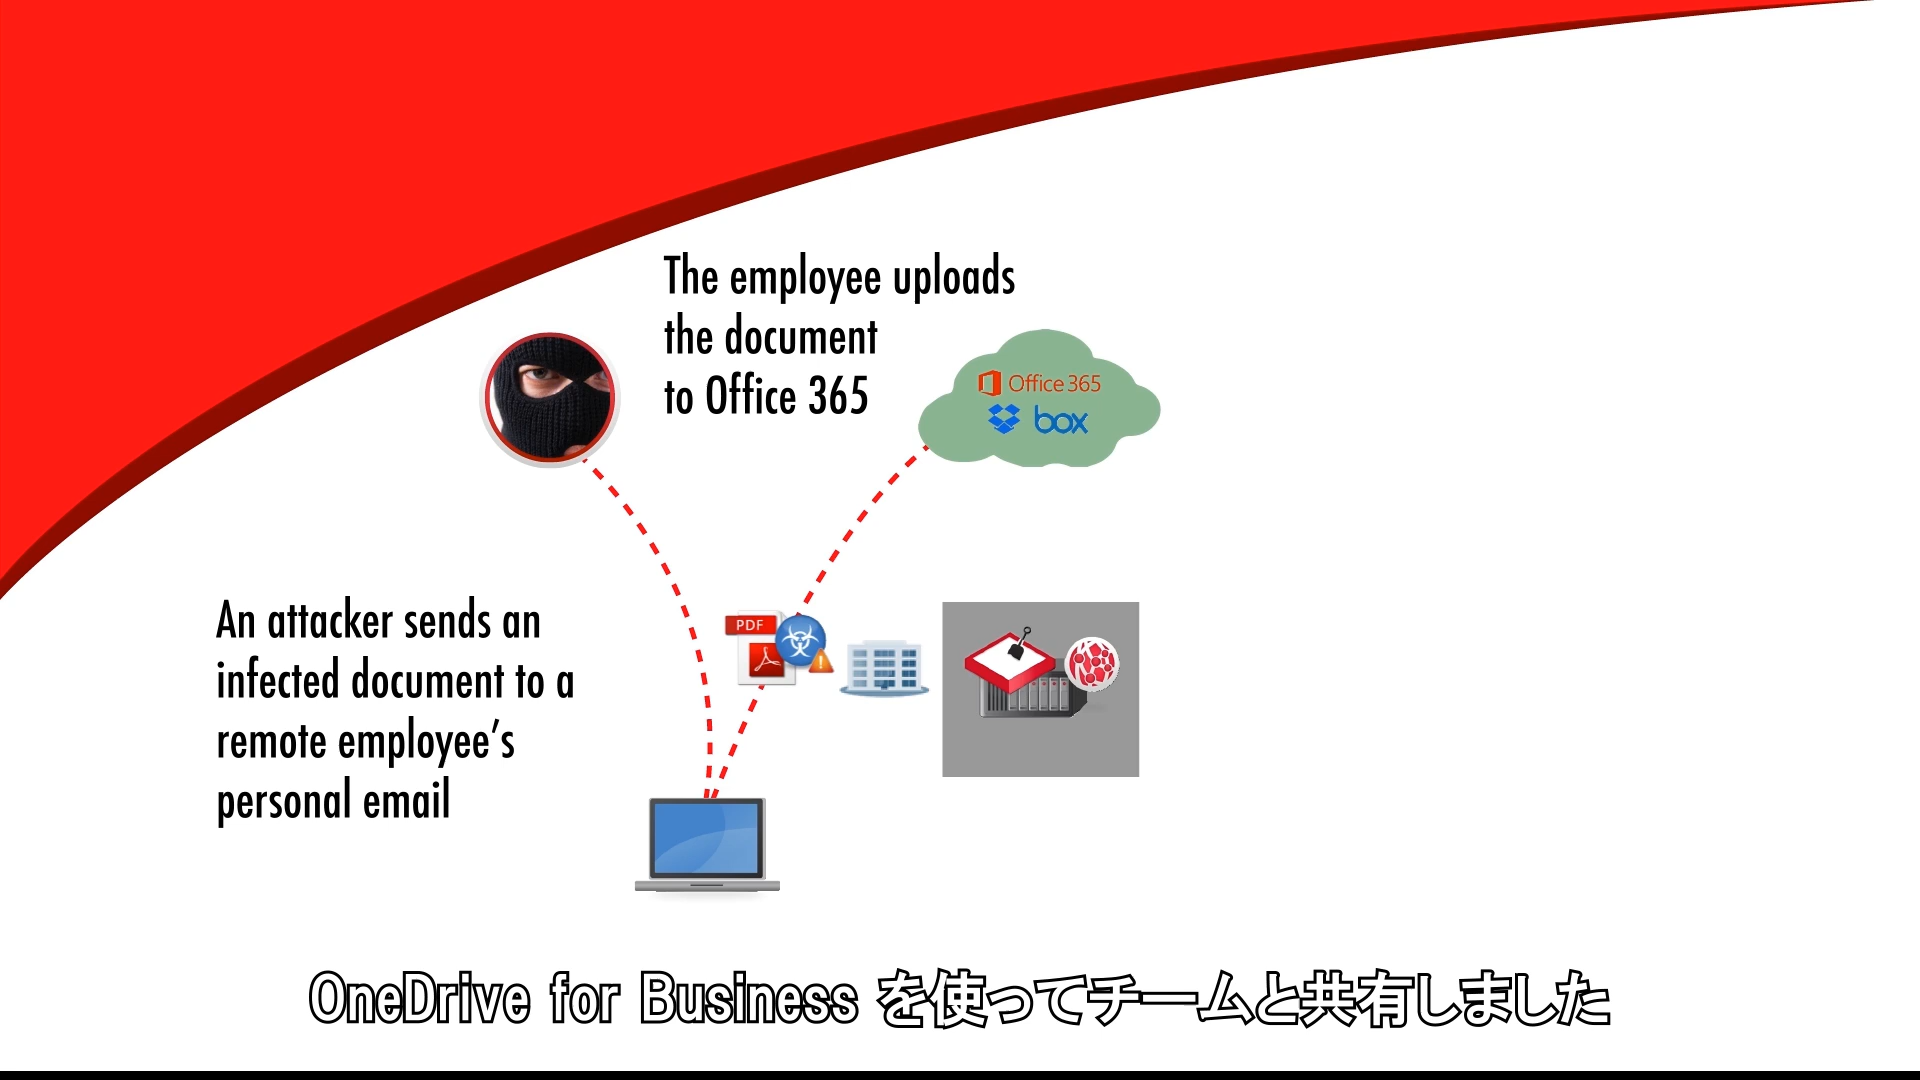 The employee uploads
the document
to Office 365
Office 365
box
An attacker sends an
infected document to a
remote employee’s
personal email
PDF
OneDrive for Business を使ってチームと共有しました